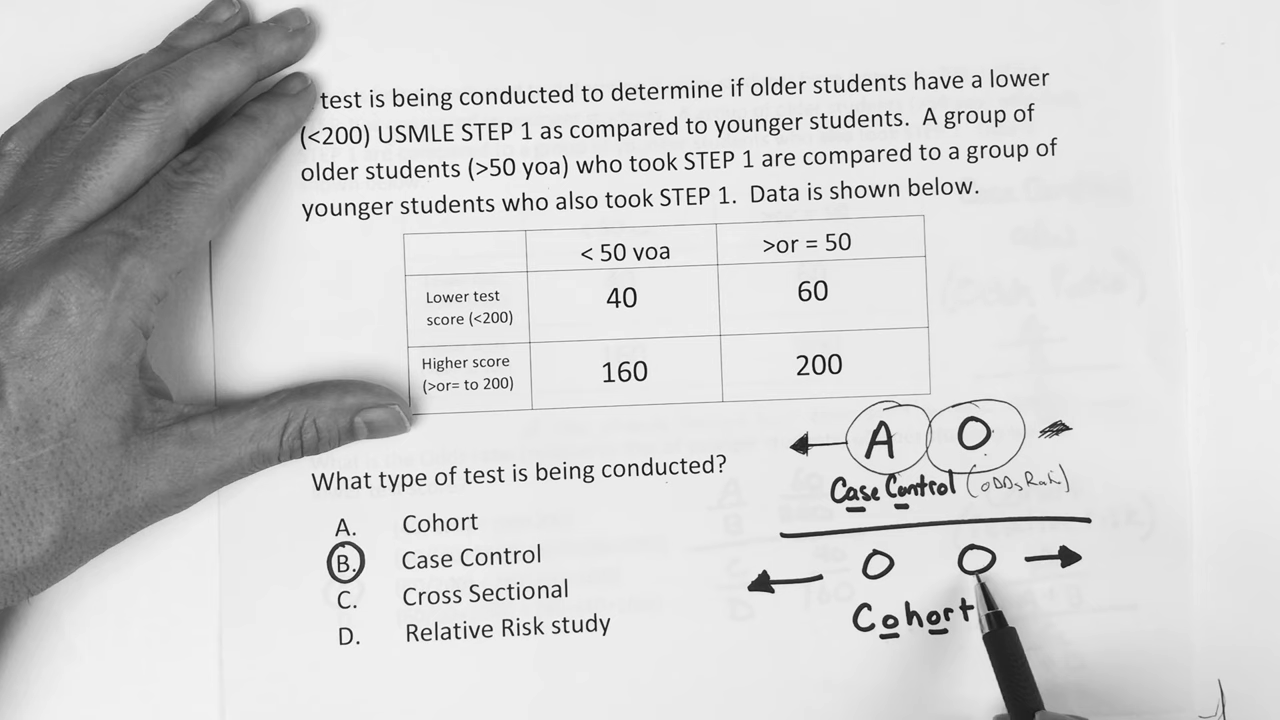 test is being conducted to determine if older students have a lower
(<200) USMLE STEP 1 as compared to younger students. A group of
older students (>50 yoa) who took STEP 1 are compared to a group of
younger students who also took STEP 1. Data is shown below.
< 50 yoa >or = 50
Lower test
score (<200) 40 60
Higher score
(>or= to 200) 160 200
A O
Case Control (ODDs
What type of test is being conducted?
A. Cohort
B. Case Control
C. Cross Sectional
D. Relative Risk study
O O
Cohort